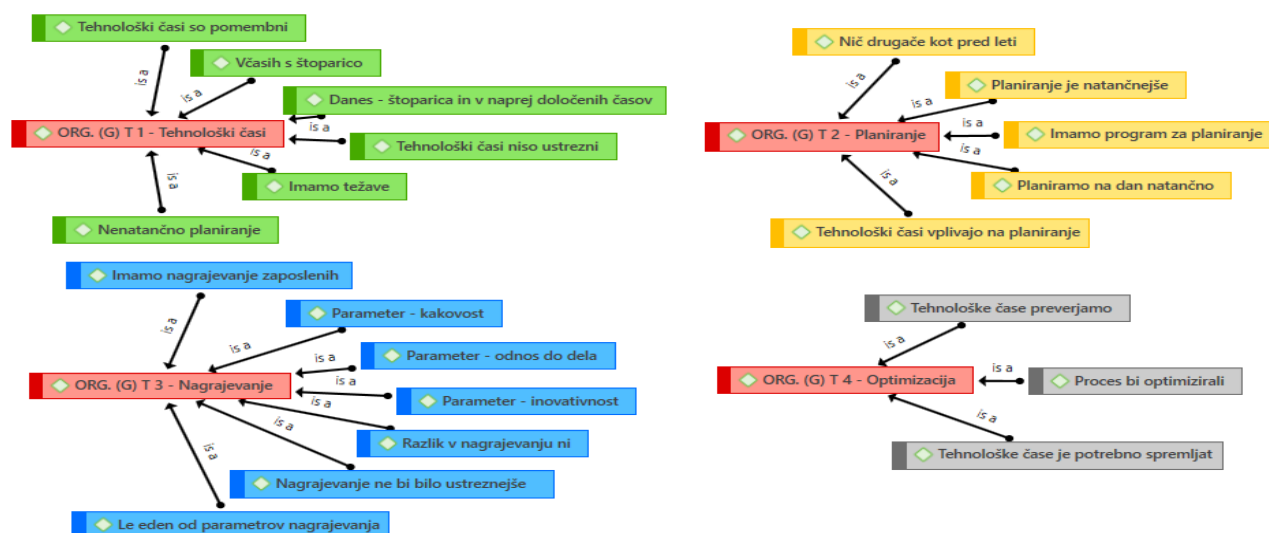 Tehnološki časi so pomembni
is a
Včasih s štoparico
is a
Danes - štoparica in v naprej določenih časov
is a
ORG. (G) T 1 - Tehnološki časi
Tehnološki časi niso ustrezni
is a
Imamo težave
is a
Nenatančno planiranje
Nič drugače kot pred leti
is a
Planiranje je natančnejše
is a
ORG. (G) T 2 - Planiranje
is a
Imamo program za planiranje
is a
Planiramo na dan natančno
is a
Tehnološki časi vplivajo na planiranje
Imamo nagrajevanje zaposlenih
is a
Parameter - kakovost
is a
is a
Parameter - odnos do dela
ORG. (G) T 3 - Nagrajevanje
is a
Parameter - inovativnost
is a
Razlik v nagrajevanju ni
is a
Nagrajevanje ne bi bilo ustreznejše
is a
Le eden od parametrov nagrajevanja
Tehnološke čase preverjamo
is a
ORG. (G) T 4 - Optimizacija
is a
Proces bi optimizirali
is a
Tehnološke čase je potrebno spremljat